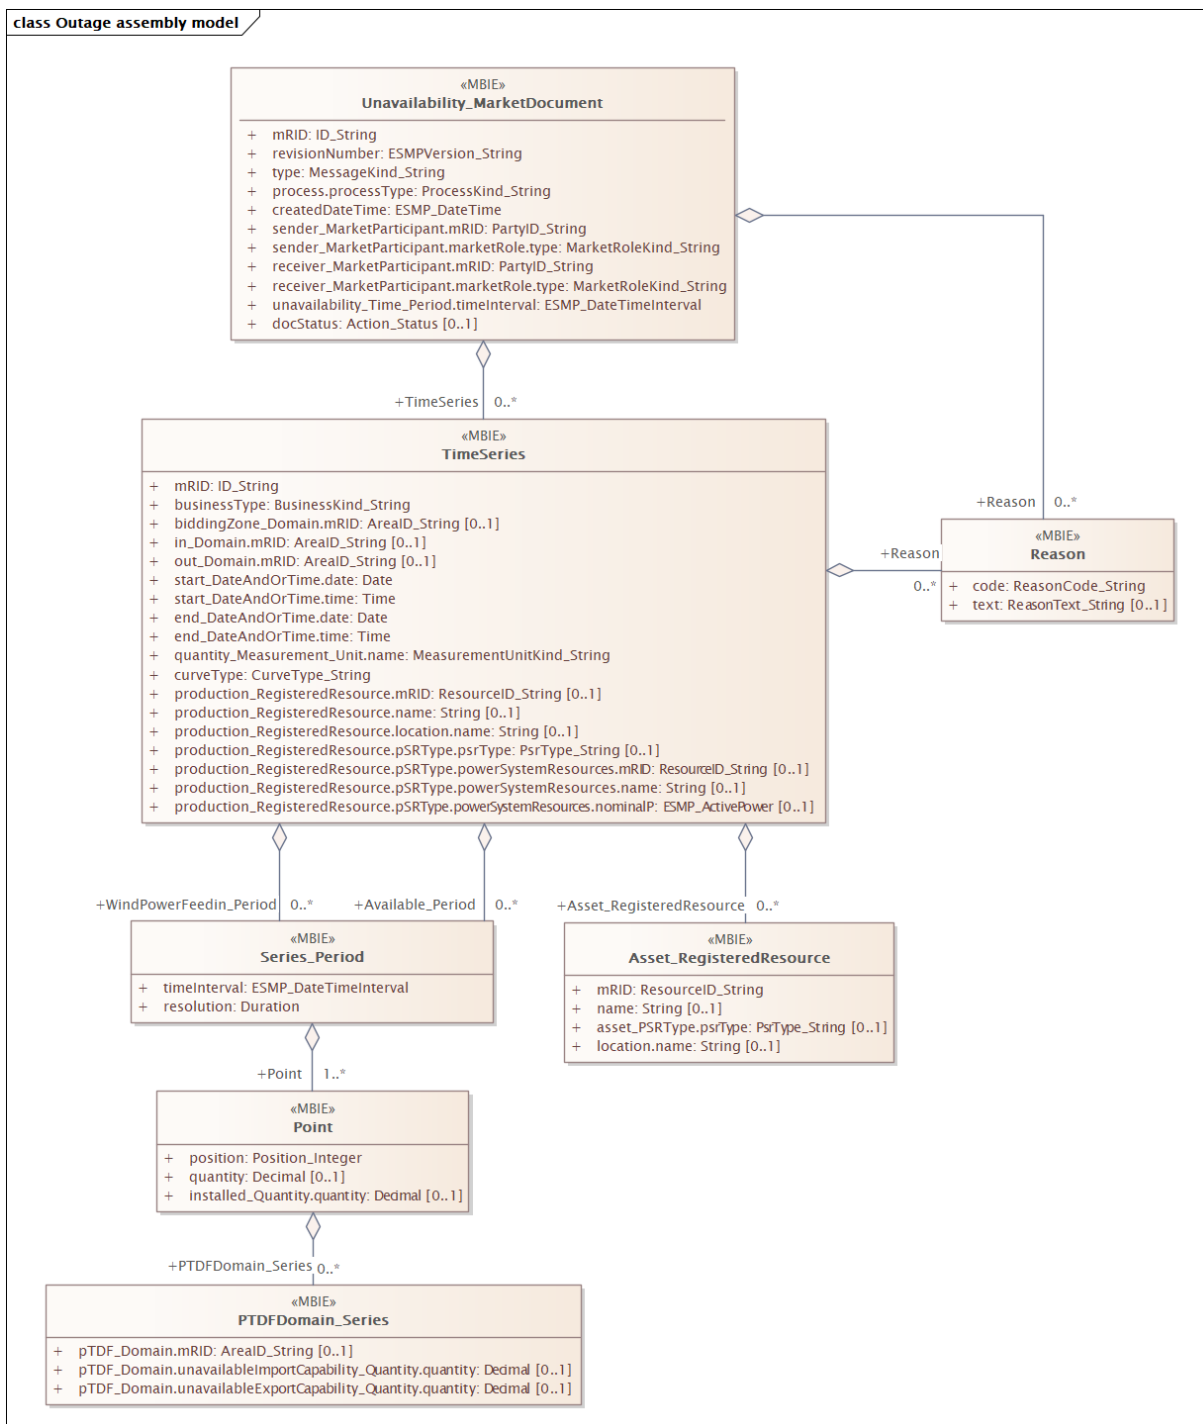 class Outage assembly model
«MBIE»
Unavailability_MarketDocument
+ mRID: ID_String
+ revisionNumber: ESMPVersion_String
+ type: MessageKind_String
+ process.processType: ProcessKind_String
+ createdDateTime: ESMP_DateTime
+ sender_MarketParticipant.mRID: PartyID_String
+ sender_MarketParticipant.marketRole.type: MarketRoleKind_String
+ receiver_MarketParticipant.mRID: PartyID_String
+ receiver_MarketParticipant.marketRole.type: MarketRoleKind_String
+ unavailability_Time_Period.timeInterval: ESMP_DateTimeInterval
+ docStatus: Action_Status [0..1]
+TimeSeries 0..*
«MBIE»
TimeSeries
+ mRID: ID_String
+ businessType: BusinessKind_String
+ biddingZone_Domain.mRID: AreaID_String [0..1]
+ in_Domain.mRID: AreaID_String [0..1]
+ out_Domain.mRID: AreaID_String [0..1]
+ start_DateAndOrTime.date: Date
+ start_DateAndOrTime.time: Time
+ end_DateAndOrTime.date: Date
+ end_DateAndOrTime.time: Time
+ quantity_Measurement_Unit.name: MeasurementUnitKind_String
+ curveType: CurveType_String
+ production_RegisteredResource.mRID: ResourceID_String [0..1]
+ production_RegisteredResource.name: String [0..1]
+ production_RegisteredResource.location.name: String [0..1]
+ production_RegisteredResource.pSRType.psrType: PsrType_String [0..1]
+ production_RegisteredResource.pSRType.powerSystemResources.mRID: ResourceID_String [0..1]
+ production_RegisteredResource.pSRType.powerSystemResources.name: String [0..1]
+ production_RegisteredResource.pSRType.powerSystemResources.nominalP: ESMP_ActivePower [0..1]
+Reason 0..*
+Reason
0..*
«MBIE»
Reason
+ code: ReasonCode_String
+ text: ReasonText_String [0..1]
+WindPowerFeedin_Period 0..*
+Available_Period 0..*
+Asset_RegisteredResource 0..*
«MBIE»
Series_Period
+ timeInterval: ESMP_DateTimeInterval
+ resolution: Duration
«MBIE»
Asset_RegisteredResource
+ mRID: ResourceID_String
+ name: String [0..1]
+ asset_PSRType.psrType: PsrType_String [0..1]
+ location.name: String [0..1]
+Point 1..*
«MBIE»
Point
+ position: Position_Integer
+ quantity: Decimal [0..1]
+ installed_Quantity.quantity: Decimal [0..1]
+PTDFDomain_Series 0..*
«MBIE»
PTDFDomain_Series
+ pTDF_Domain.mRID: AreaID_String [0..1]
+ pTDF_Domain.unavailableImportCapability_Quantity.quantity: Decimal [0..1]
+ pTDF_Domain.unavailableExportCapability_Quantity.quantity: Decimal [0..1]